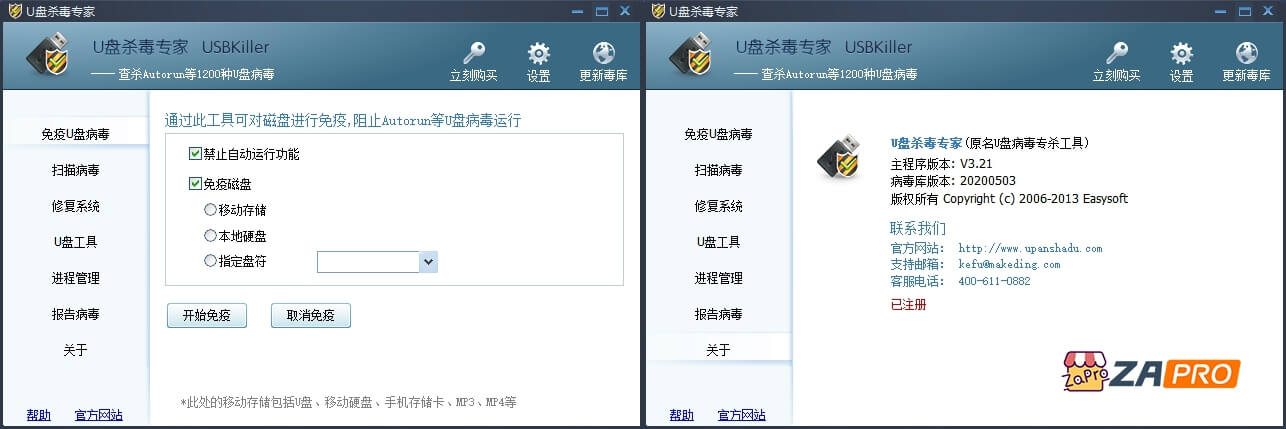 U盘杀毒专家
U盘杀毒专家 USBKiller
—— 查杀Autorun等1200种U盘病毒
立刻购买
设置
更新毒库
免疫U盘病毒
扫描病毒
修复系统
U盘工具
进程管理
报告病毒
关于
帮助
官方网站
通过此工具可对磁盘进行免疫,阻止Autorun等U盘病毒运行
禁止自动运行功能
免疫磁盘
移动存储
本地硬盘
指定盘符
开始免疫
取消免疫
*此处的移动存储包括U盘、移动硬盘、手机存储卡、MP3、MP4等
U盘杀毒专家
U盘杀毒专家 USBKiller
—— 查杀Autorun等1200种U盘病毒
立刻购买
设置
更新毒库
免疫U盘病毒
扫描病毒
修复系统
U盘工具
进程管理
报告病毒
关于
帮助
官方网站
U盘杀毒专家(原名U盘病毒专杀工具)
主程序版本: V3.21
病毒库版本: 20200503
版权所有 Copyright (c) 2006-2013 Easysoft
联系我们
官方网站: http://www.upanshadu.com
支持邮箱: kefu@makeding.com
客服电话: 400-611-0882
已注册
ZAPRO
ZAPRO